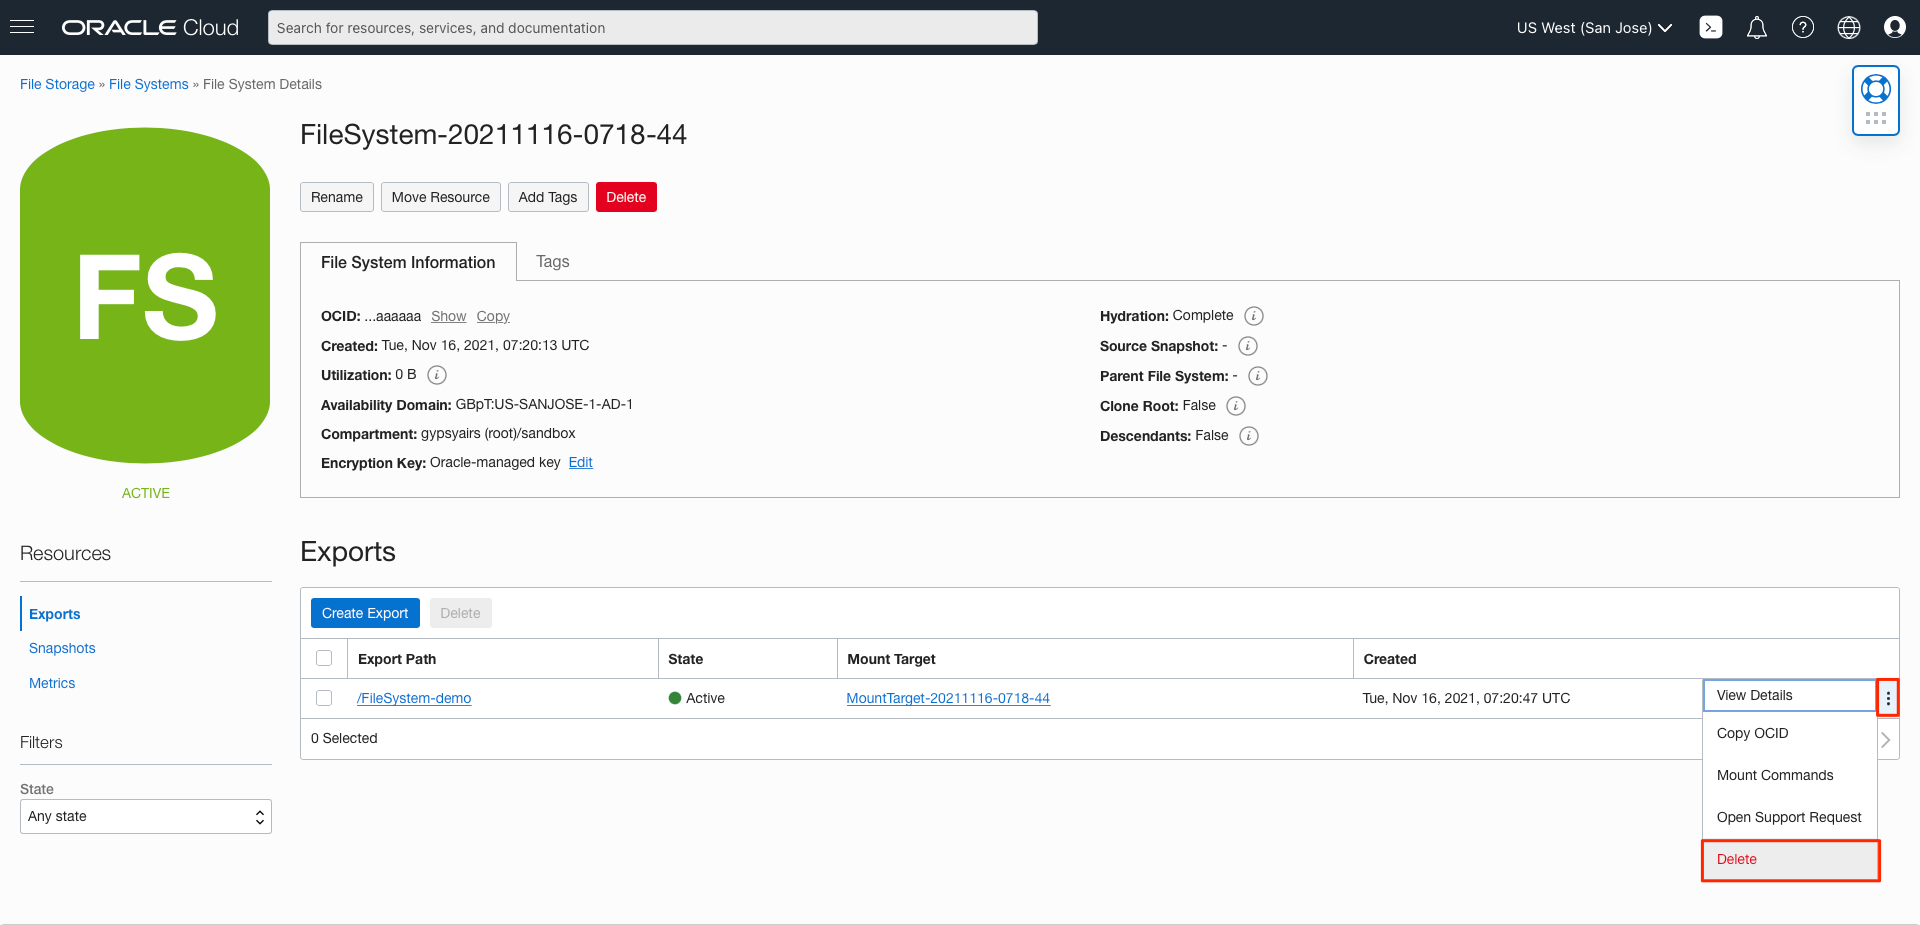 ORACLE Cloud
Search for resources, services, and documentation
US West (San Jose)
File Storage » File Systems » File System Details
FS
ACTIVE
FileSystem-20211116-0718-44
Rename Move Resource Add Tags Delete
File System Information Tags
OCID: ...aaaaaa Show Copy
Created: Tue, Nov 16, 2021, 07:20:13 UTC
Utilization: 0 B
Availability Domain: GBpT:US-SANJOSE-1-AD-1
Compartment: gypsyairs (root)/sandbox
Encryption Key: Oracle-managed key Edit
Hydration: Complete
Source Snapshot: -
Parent File System: -
Clone Root: False
Descendants: False
Resources
Exports
Snapshots
Metrics
Filters
State
Any state
Exports
Create Export Delete
Export Path State Mount Target Created
/FileSystem-demo Active MountTarget-20211116-0718-44 Tue, Nov 16, 2021, 07:20:47 UTC
0 Selected
View Details
Copy OCID
Mount Commands
Open Support Request
Delete